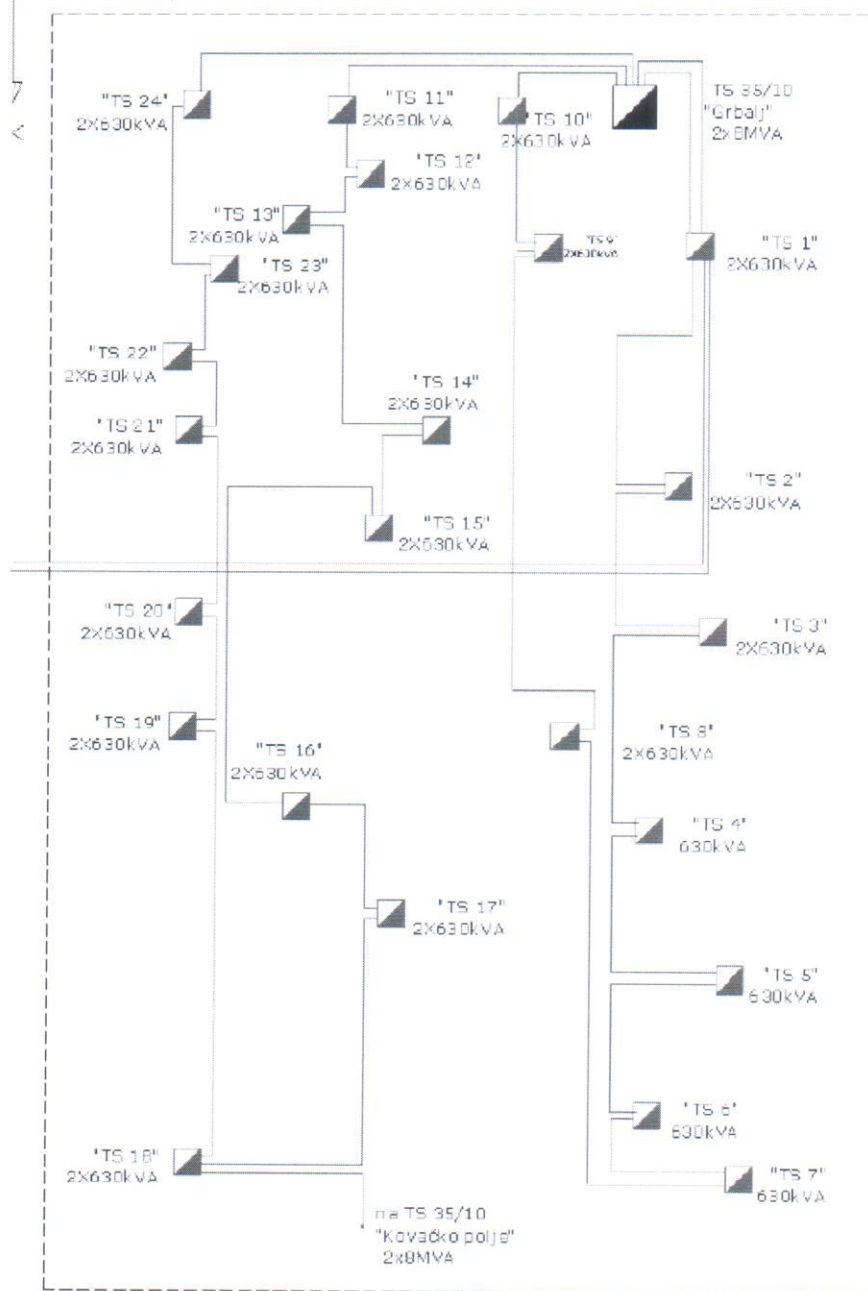 "TS 24"
2X630kVA
"TS 11"
2X630kVA
"TS 10"
2X630kVA
TS 35/10
"Grbalj"
2x8MVA
"TS 12"
2X630kVA
"TS 13"
2X630kVA
"TS 9"
2X630kVA
"TS 1"
2X630kVA
"TS 23"
2X630kVA
"TS 22"
2X630kVA
"TS 14"
2X630kVA
"TS 21"
2X630kVA
"TS 2"
2X630kVA
"TS 15"
2X630kVA
"TS 20"
2X630kVA
"TS 3"
2X630kVA
"TS 19"
2X630kVA
"TS 16"
2X630kVA
"TS 8"
2X630kVA
"TS 4"
630kVA
"TS 17"
2X630kVA
"TS 5"
630kVA
"TS 6"
630kVA
"TS 18"
2X630kVA
"TS 7"
630kVA
na TS 35/10
"Kovačko polje"
2x8MVA